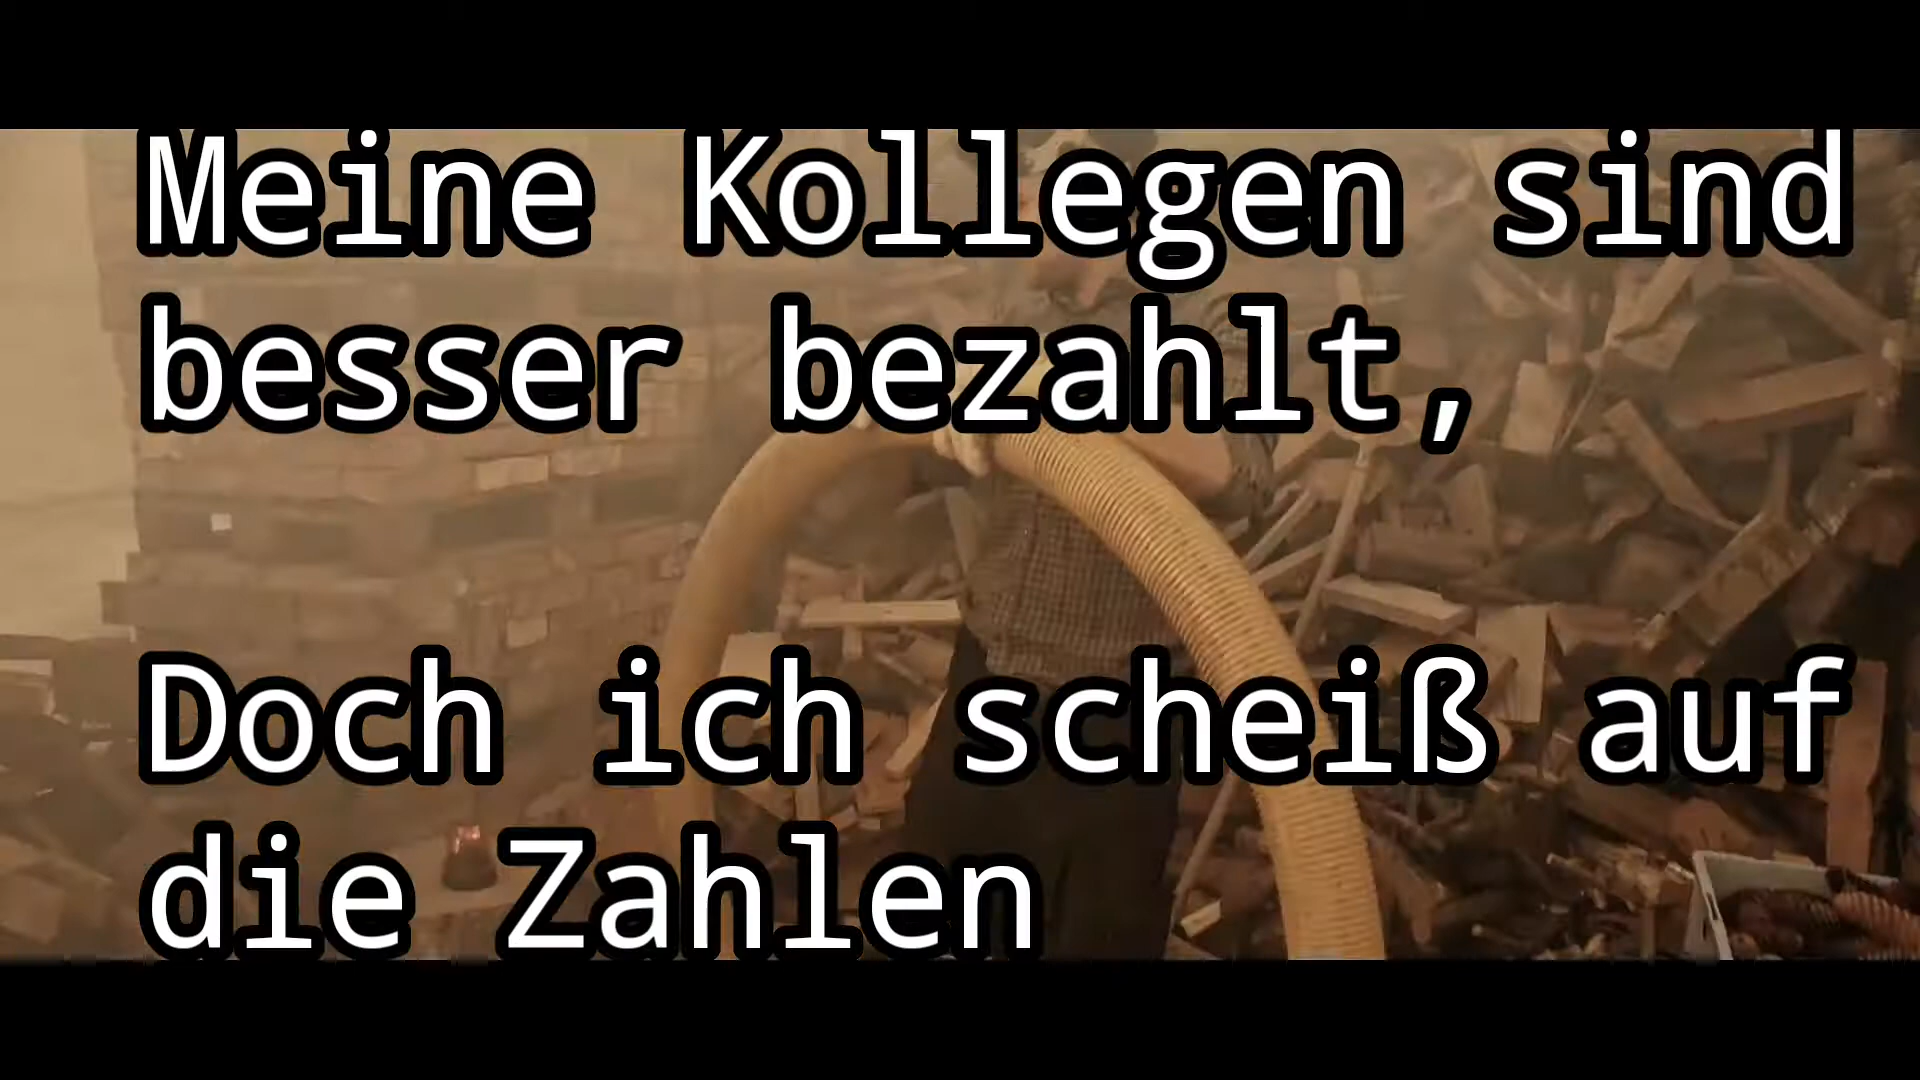 Meine Kollegen sind
besser bezahlt,
Doch ich scheiß auf
die Zahlen